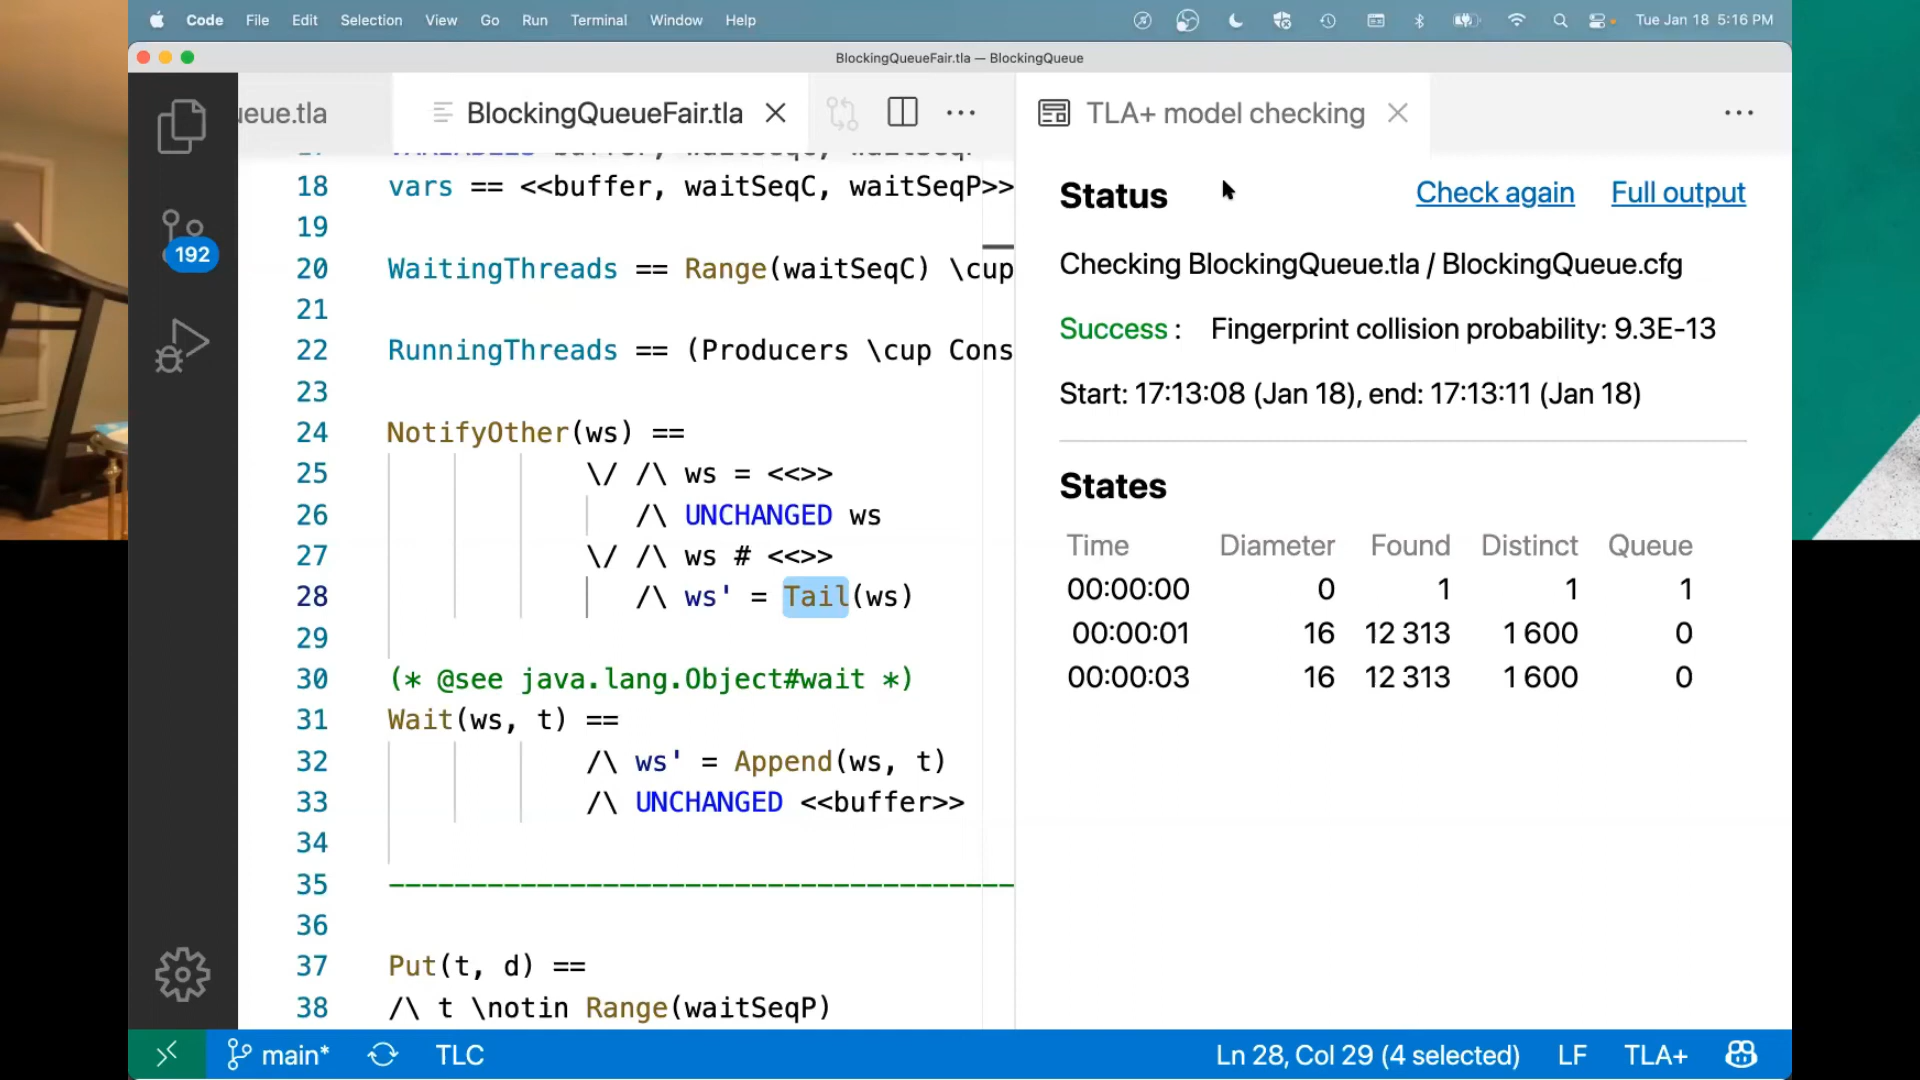 Code File Edit Selection View Go Run Terminal Window Help Tue Jan 18 5:16 PM
BlockingQueueFair.tla — BlockingQueue
ueue.tla BlockingQueueFair.tla
TLA+ model checking
192
18 vars == <<buffer, waitSeqC, waitSeqP>>
19
20 WaitingThreads == Range(waitSeqC) \cup
21
22 RunningThreads == (Producers \cup Cons
23
24 NotifyOther(ws) ==
25 \/ /\ ws = <<>>
26 /\ UNCHANGED ws
27 \/ /\ ws # <<>>
28 /\ ws' = Tail(ws)
29
30 (* @see java.lang.Object#wait *)
31 Wait(ws, t) ==
32 /\ ws' = Append(ws, t)
33 /\ UNCHANGED <<buffer>>
34
35 --------------------------------------
36
37 Put(t, d) ==
38 /\ t \notin Range(waitSeqP)
Status Check again Full output
Checking BlockingQueue.tla / BlockingQueue.cfg
Success : Fingerprint collision probability: 9.3E-13
Start: 17:13:08 (Jan 18), end: 17:13:11 (Jan 18)
States
Time Diameter Found Distinct Queue
00:00:00 0 1 1 1
00:00:01 16 12 313 1 600 0
00:00:03 16 12 313 1 600 0
main* TLC Ln 28, Col 29 (4 selected) LF TLA+